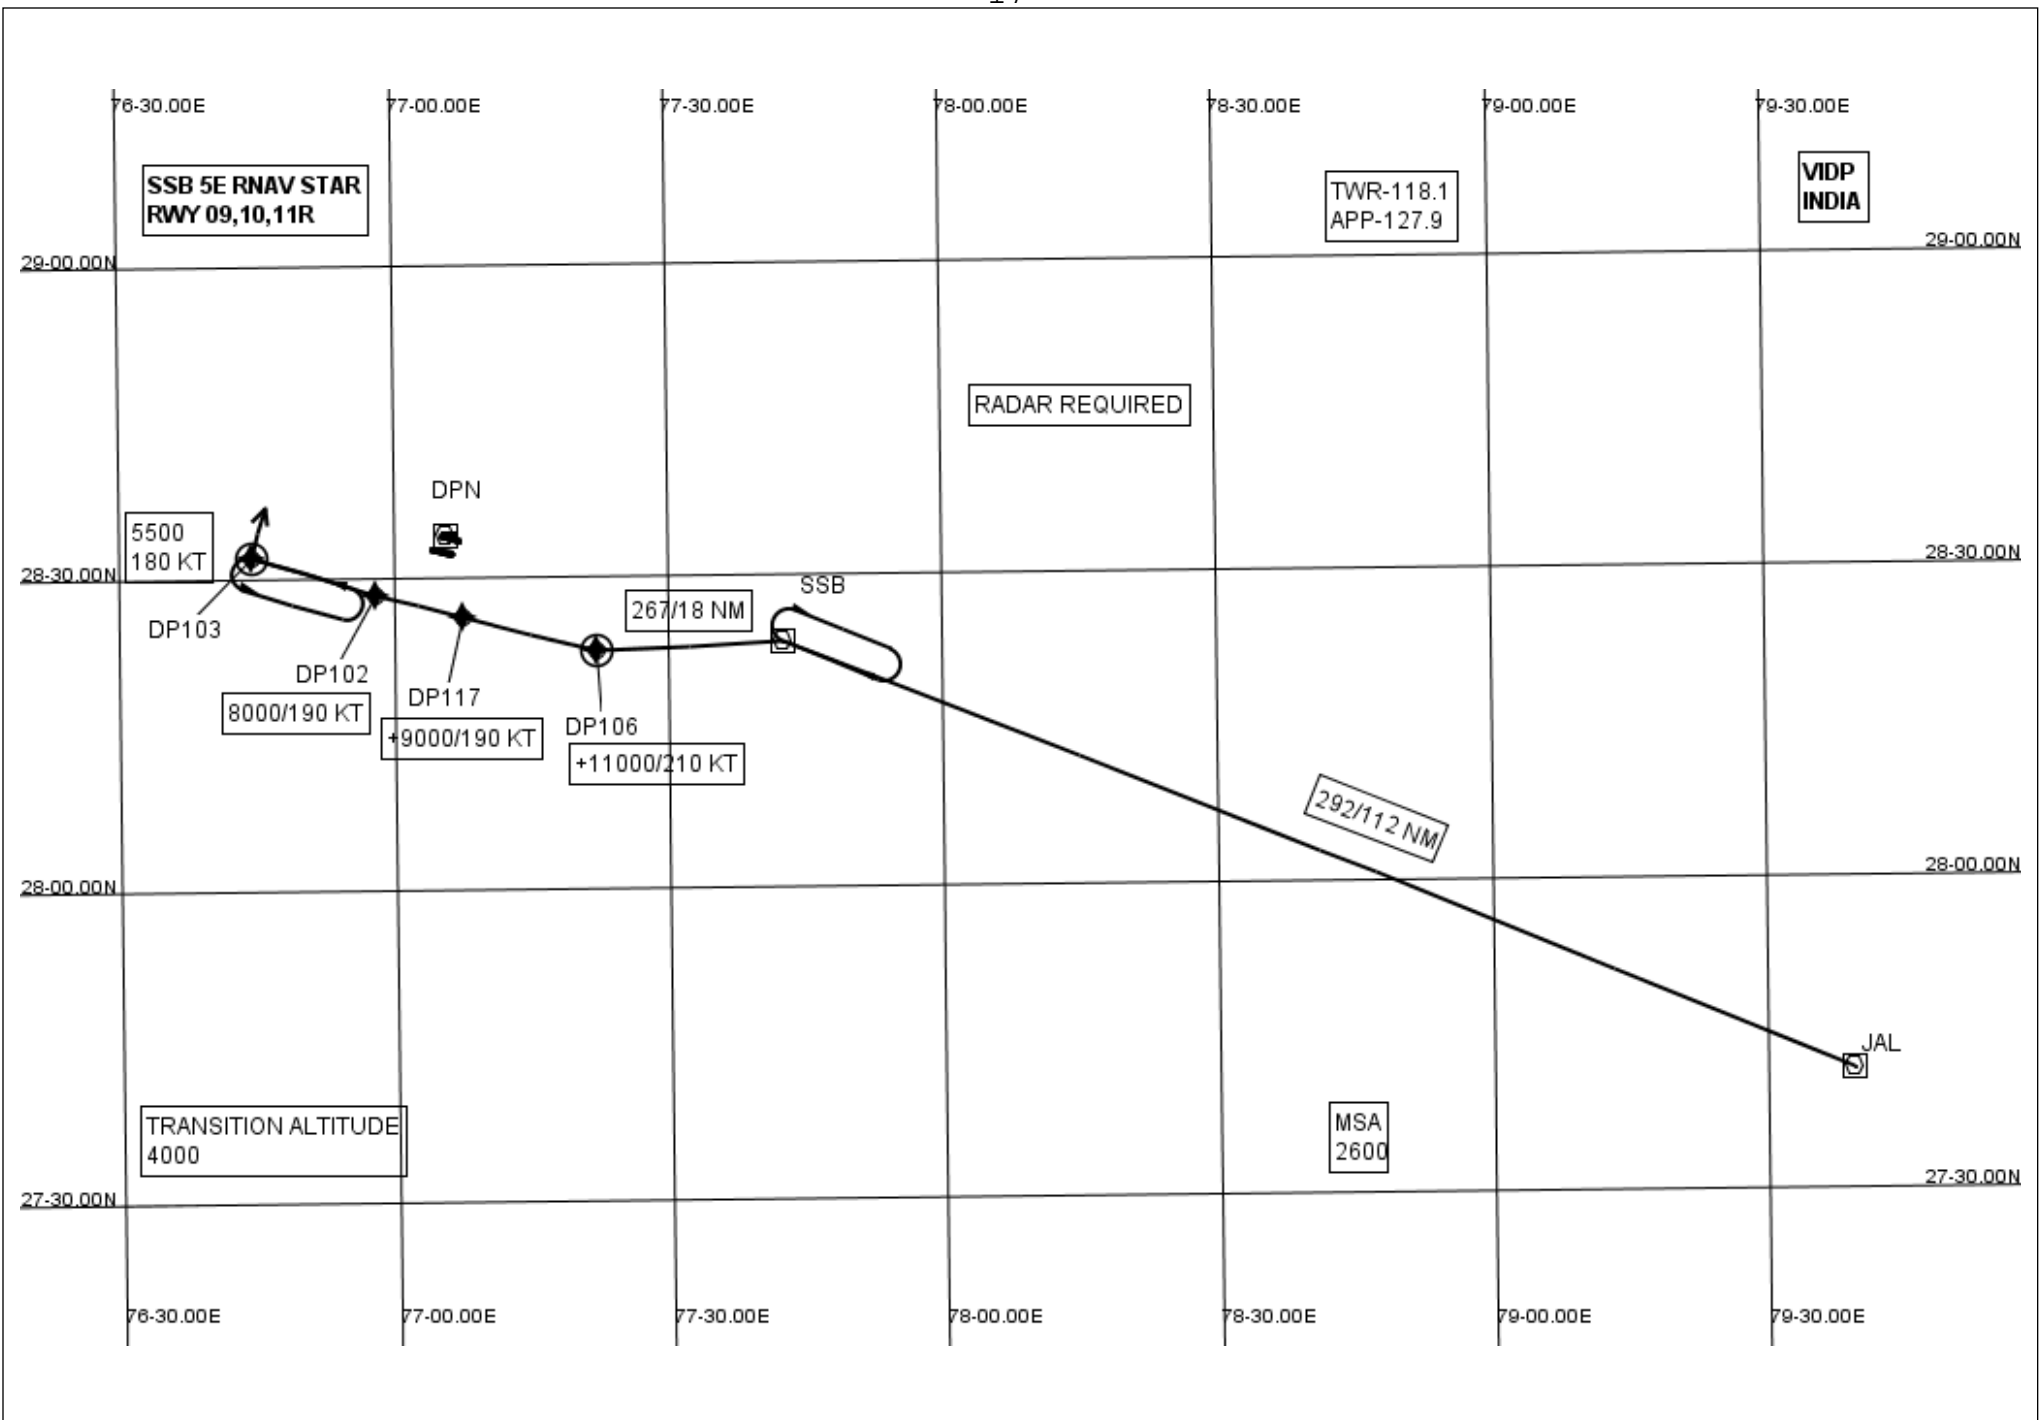 76-30.00E
77-00.00E
77-30.00E
78-00.00E
78-30.00E
79-00.00E
79-30.00E
SSB 5E RNAV STAR
RWY 09,10,11R
TWR-118.1
APP-127.9
VIDP
INDIA
29-00.00N
29-00.00N
RADAR REQUIRED
DPN
5500
180 KT
28-30.00N
28-30.00N
SSB
267/18 NM
DP103
DP102
8000/190 KT
DP117
+9000/190 KT
DP106
+11000/210 KT
292/112 NM
28-00.00N
28-00.00N
JAL
TRANSITION ALTITUDE
4000
MSA
2600
27-30.00N
27-30.00N
76-30.00E
77-00.00E
77-30.00E
78-00.00E
78-30.00E
79-00.00E
79-30.00E